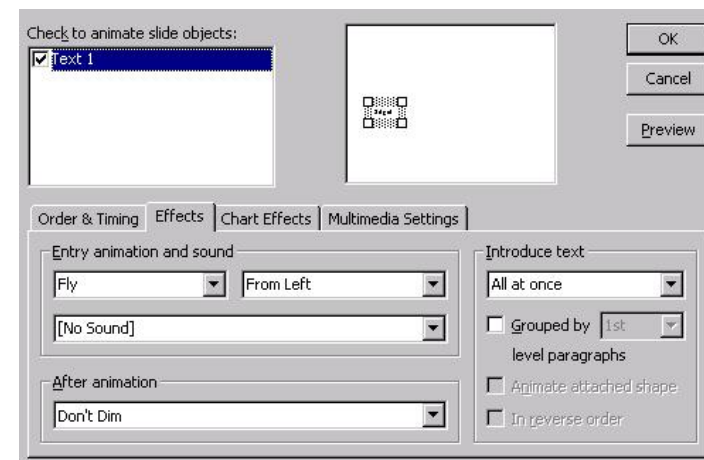 Check to animate slide objects:
Text 1
OK
Cancel
Preview
Order & Timing
Effects
Chart Effects
Multimedia Settings
Entry animation and sound
Fly
From Left
[No Sound]
After animation
Don't Dim
Introduce text
All at once
Grouped by 1st
level paragraphs
Animate attached shape
In reverse order